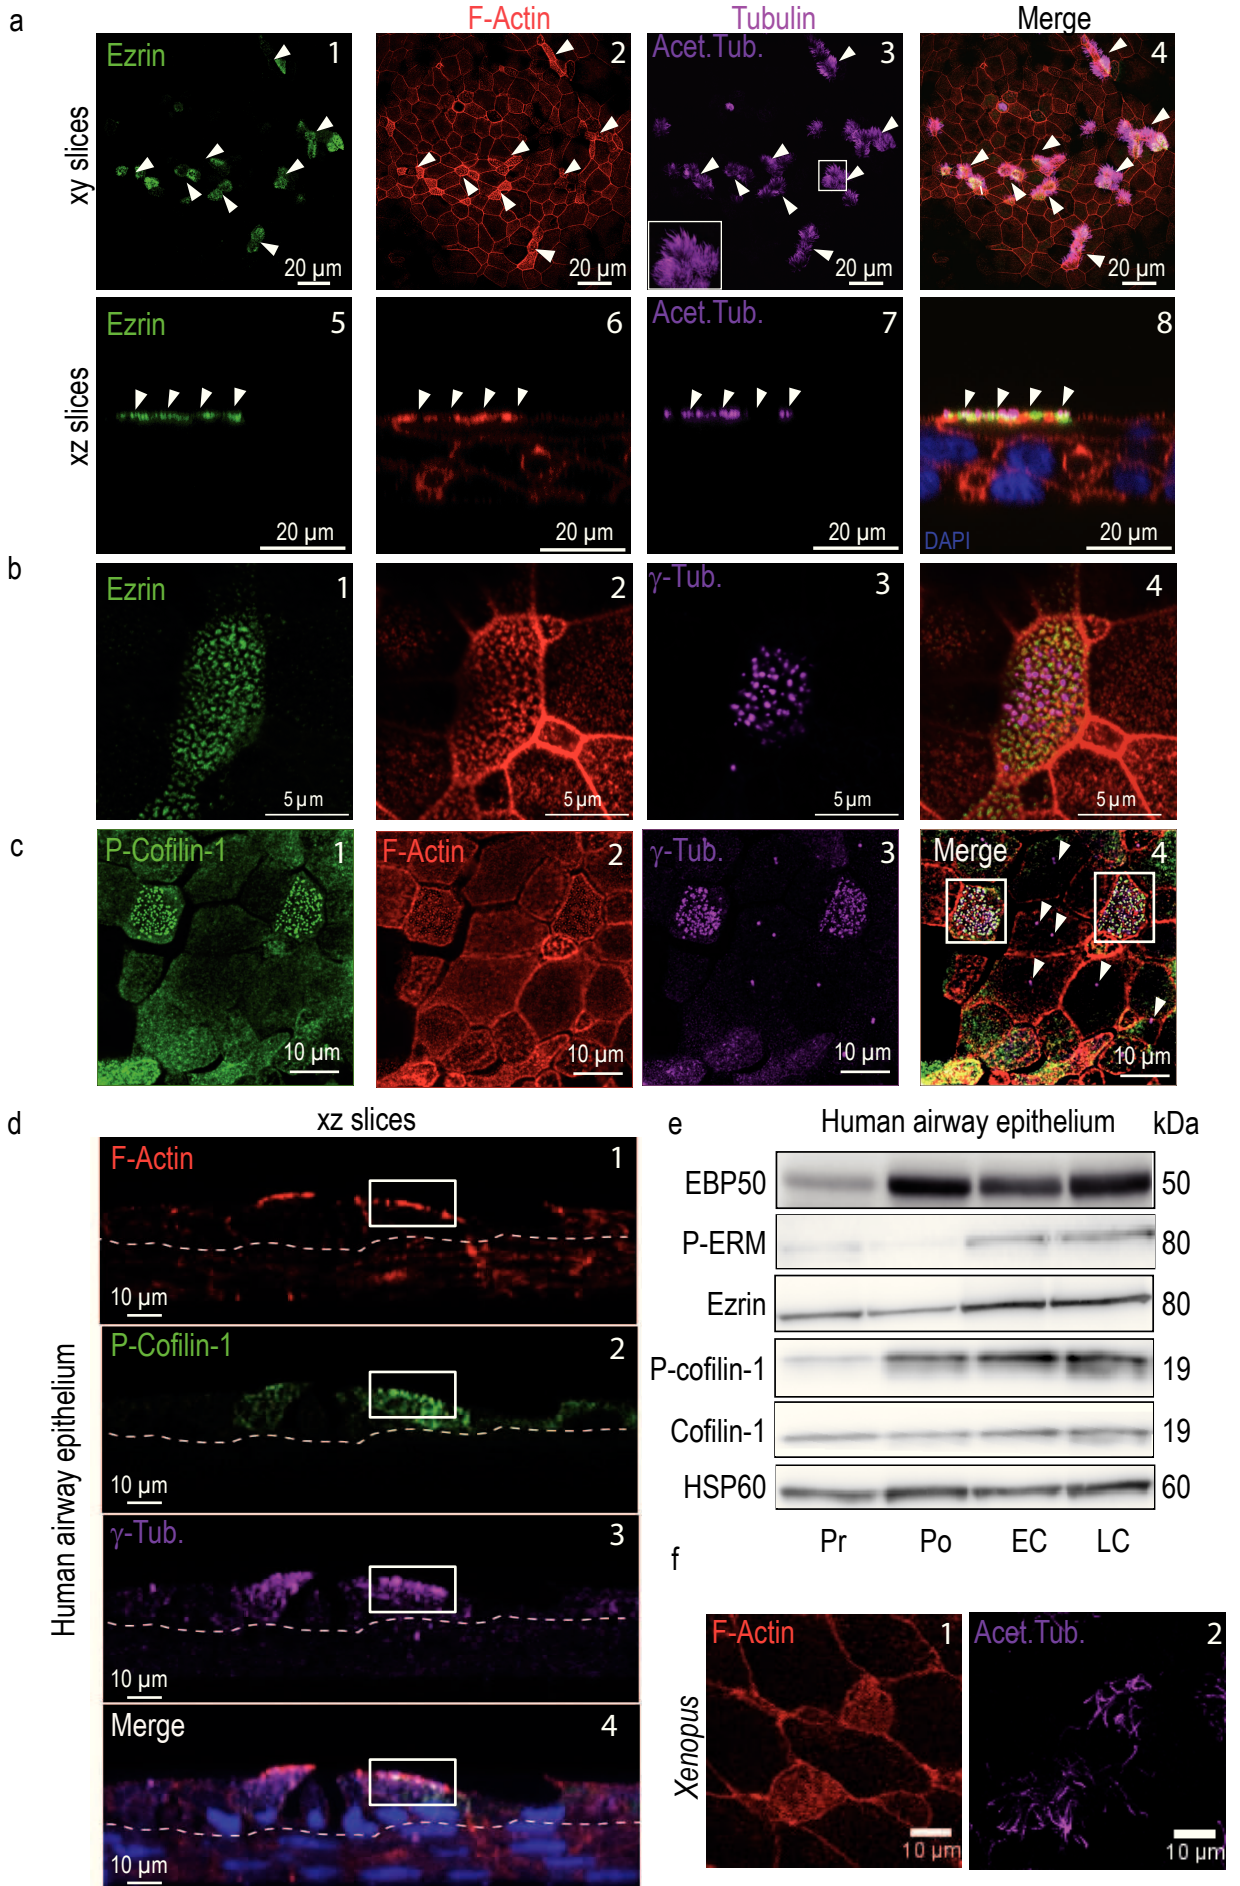 a
F-Actin
Tubulin
Merge
xy slices
Ezrin 1
2
Acet.Tub. 3
4
20 µm
20 µm
20 µm
20 µm
xz slices
Ezrin 5
6
Acet.Tub. 7
8
DAPI
20 µm
20 µm
20 µm
20 µm
b
Ezrin 1
2
γ-Tub. 3
4
5 µm
5 µm
5 µm
5 µm
c
P-Cofilin-1 1
F-Actin 2
γ-Tub. 3
Merge 4
10 µm
10 µm
10 µm
10 µm
d
xz slices
Human airway epithelium
F-Actin 1
10 µm
P-Cofilin-1 2
10 µm
γ-Tub. 3
10 µm
Merge 4
10 µm
e
Human airway epithelium kDa
EBP50 50
P-ERM 80
Ezrin 80
P-cofilin-1 19
Cofilin-1 19
HSP60 60
Pr Po EC LC
f
Xenopus
F-Actin 1
10 µm
Acet.Tub. 2
10 µm